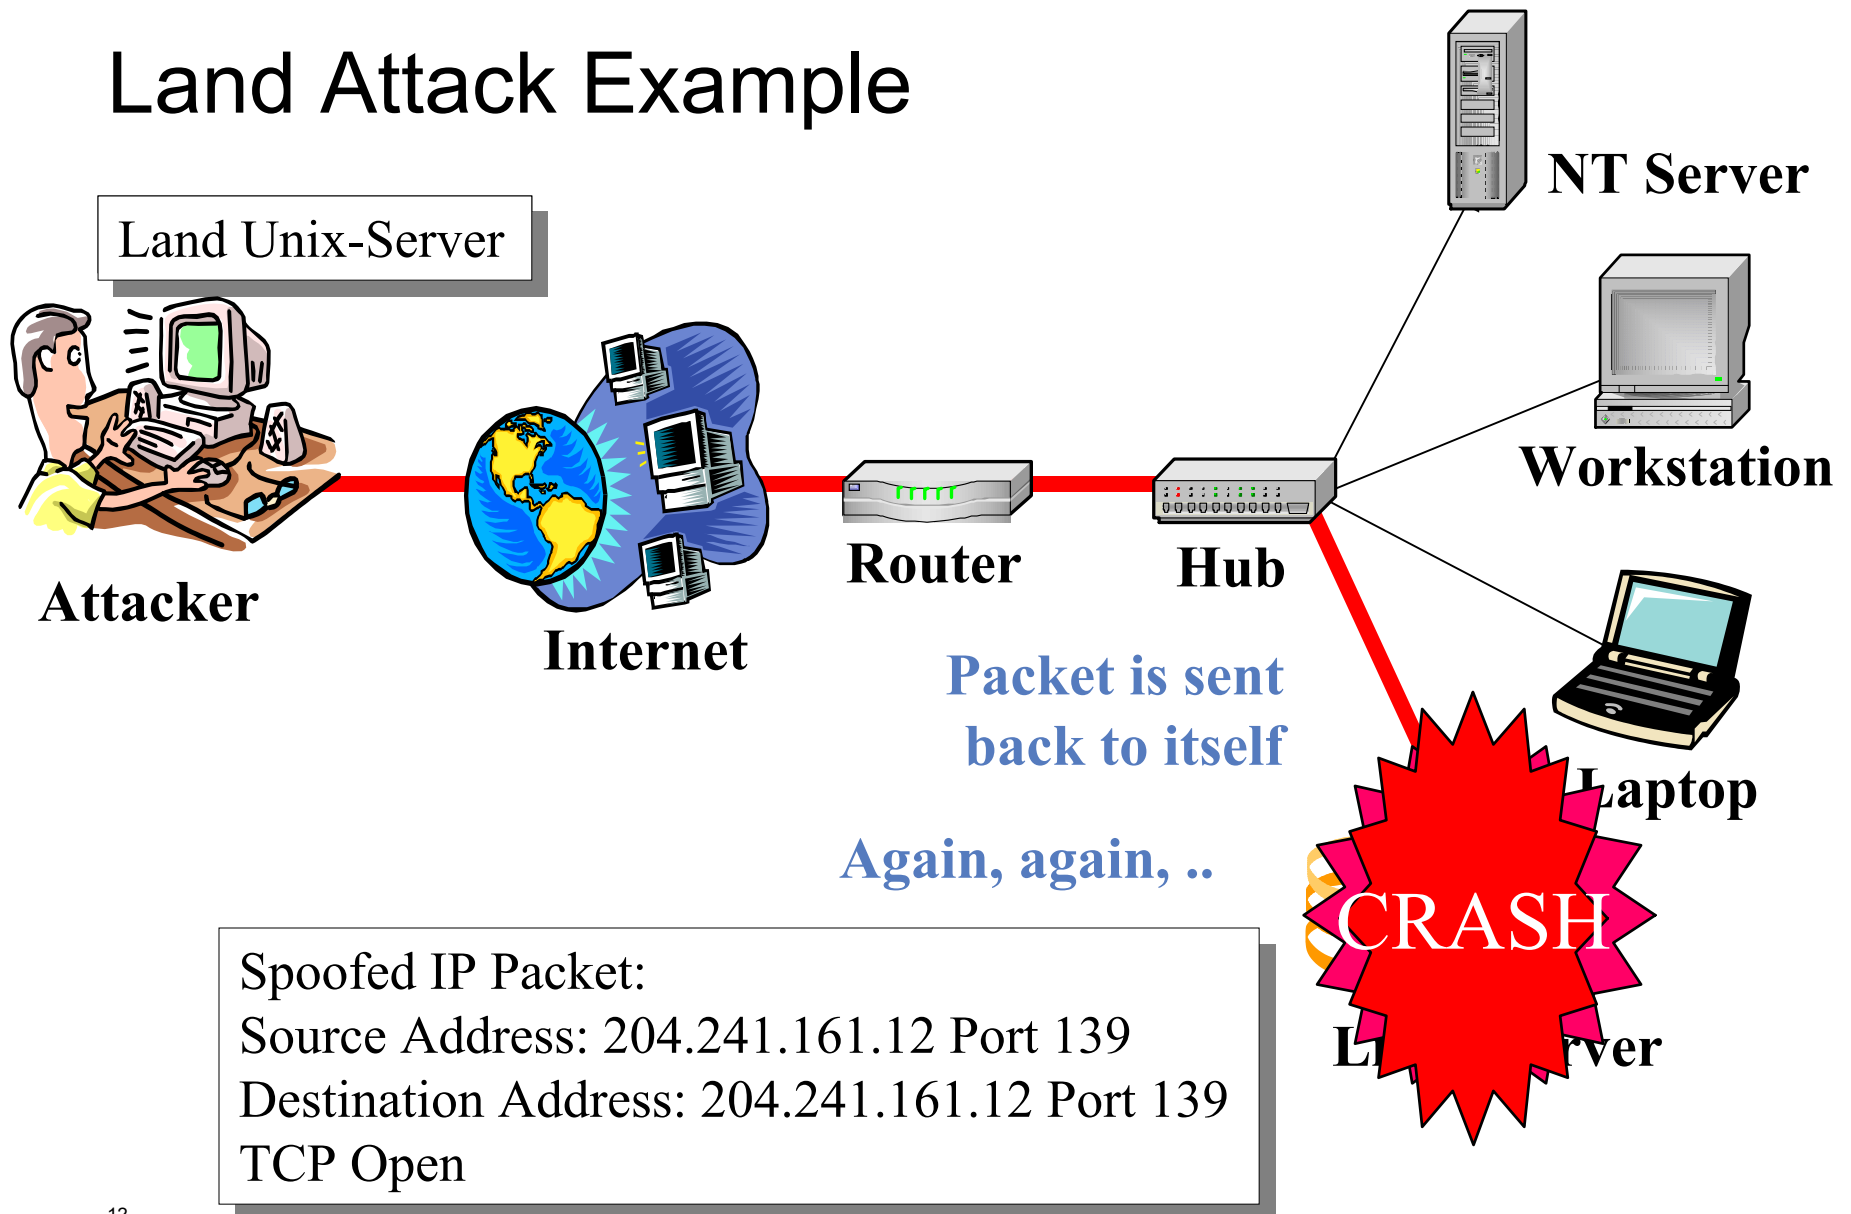 Land Attack Example
NT Server
Land Unix-Server
Workstation
Router
Hub
Attacker
Internet
Packet is sent
back to itself
Laptop
Again, again, ..
CRASH
Spoofed IP Packet:
Source Address: 204.241.161.12 Port 139
Destination Address: 204.241.161.12 Port 139
TCP Open